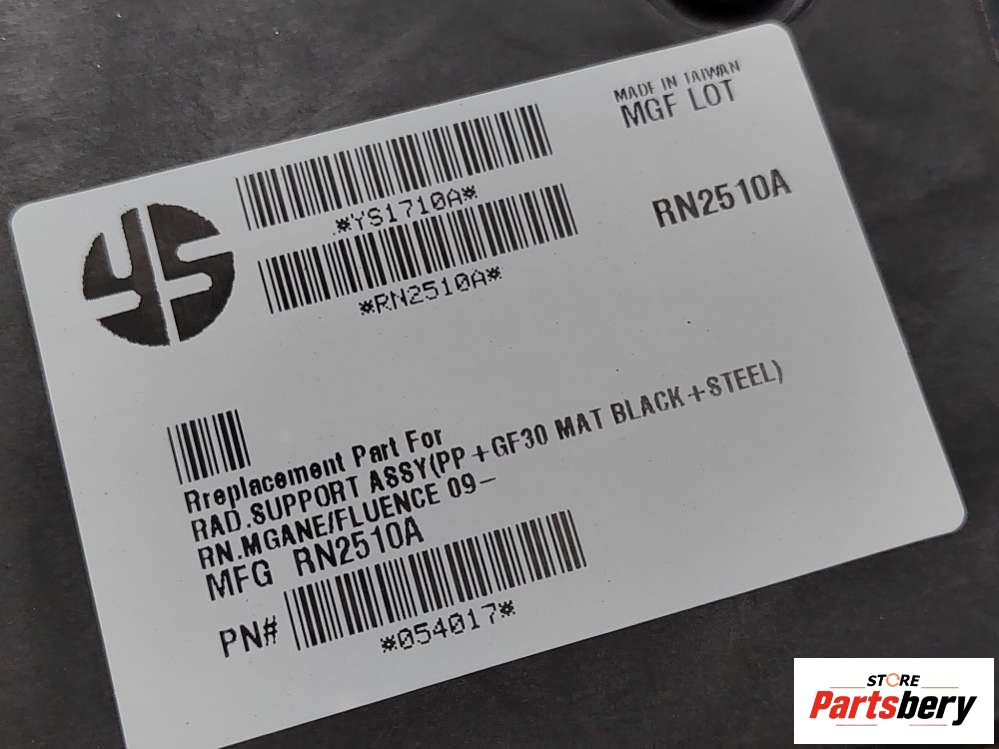 MADE IN TAIWAN
MGF LOT
*YS1710A*
RN2510A
YS
*RN2510A*
Rreplacement Part For
RAD.SUPPORT ASSY(PP+GF30 MAT BLACK+STEEL)
RN.MGANE/FLUENCE 09-
MFG RN2510A
PN#
*054017*
STORE
Partsbery